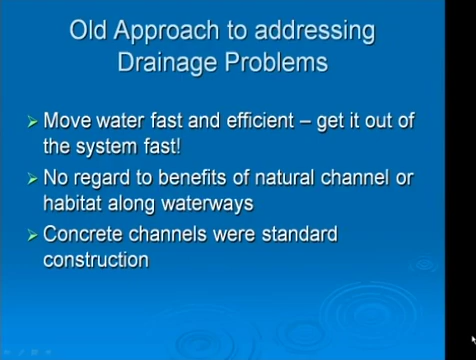 Old Approach to addressing
Drainage Problems
Move water fast and efficient – get it out of
the system fast!
No regard to benefits of natural channel or
habitat along waterways
Concrete channels were standard
construction